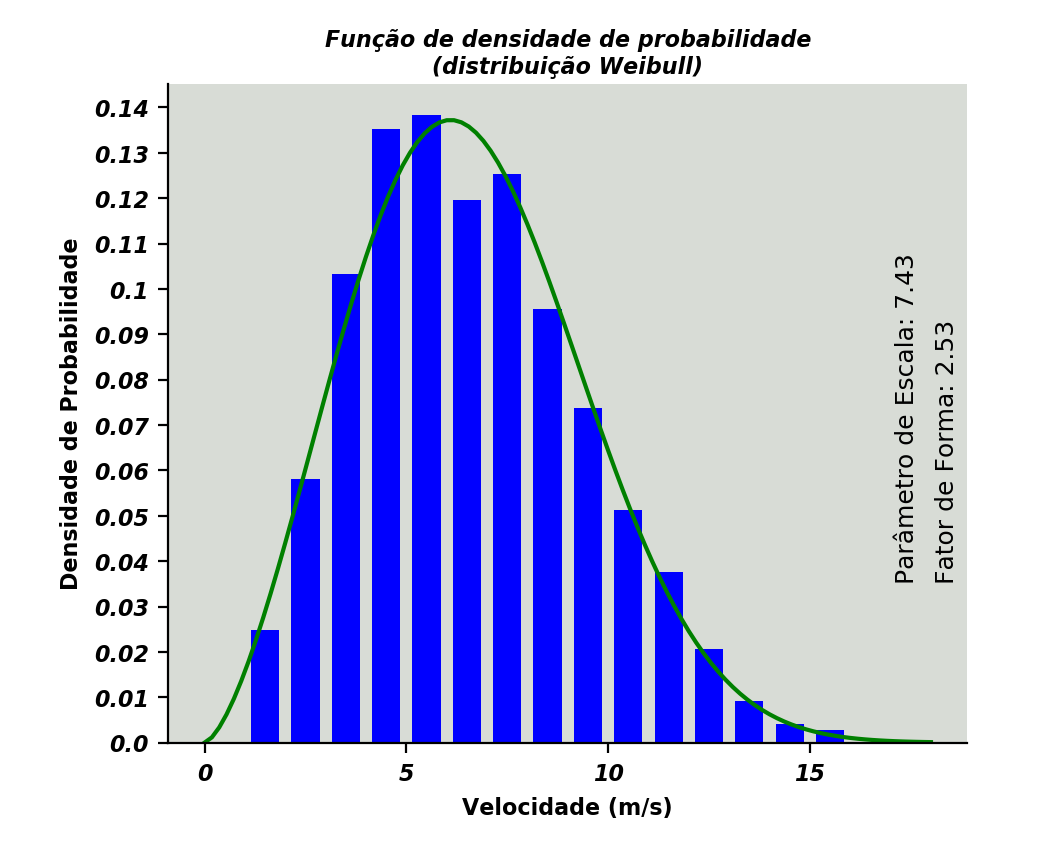 Função de densidade de probabilidade
(distribuição Weibull)
Densidade de Probabilidade
0.14
0.13
0.12
0.11
0.1
0.09
0.08
0.07
0.06
0.05
0.04
0.03
0.02
0.01
0.0
Parâmetro de Escala: 7.43
Fator de Forma: 2.53
0 5 10 15
Velocidade (m/s)